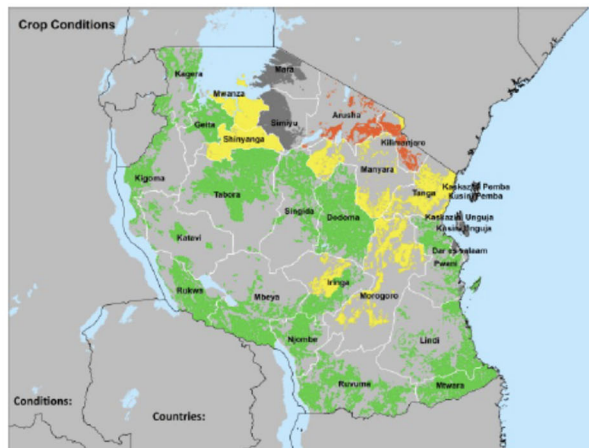 Crop Conditions
Mara
Kagera
Mwanza
Arusha
Geita
Simiyu
Shinyanga
Kilimanjaro
Manyara
Kigoma
Tanga
Kaskazini Pemba
Kusini Pemba
Tabora
Singida
Dodoma
Kaskazini Unguja
Kusini Unguja
Katavi
Dar es salaam
Pwani
Rukwa
Iringa
Mbeya
Morogoro
Njombe
Lindi
Ruvuma
Mtwara
Conditions:
Countries: